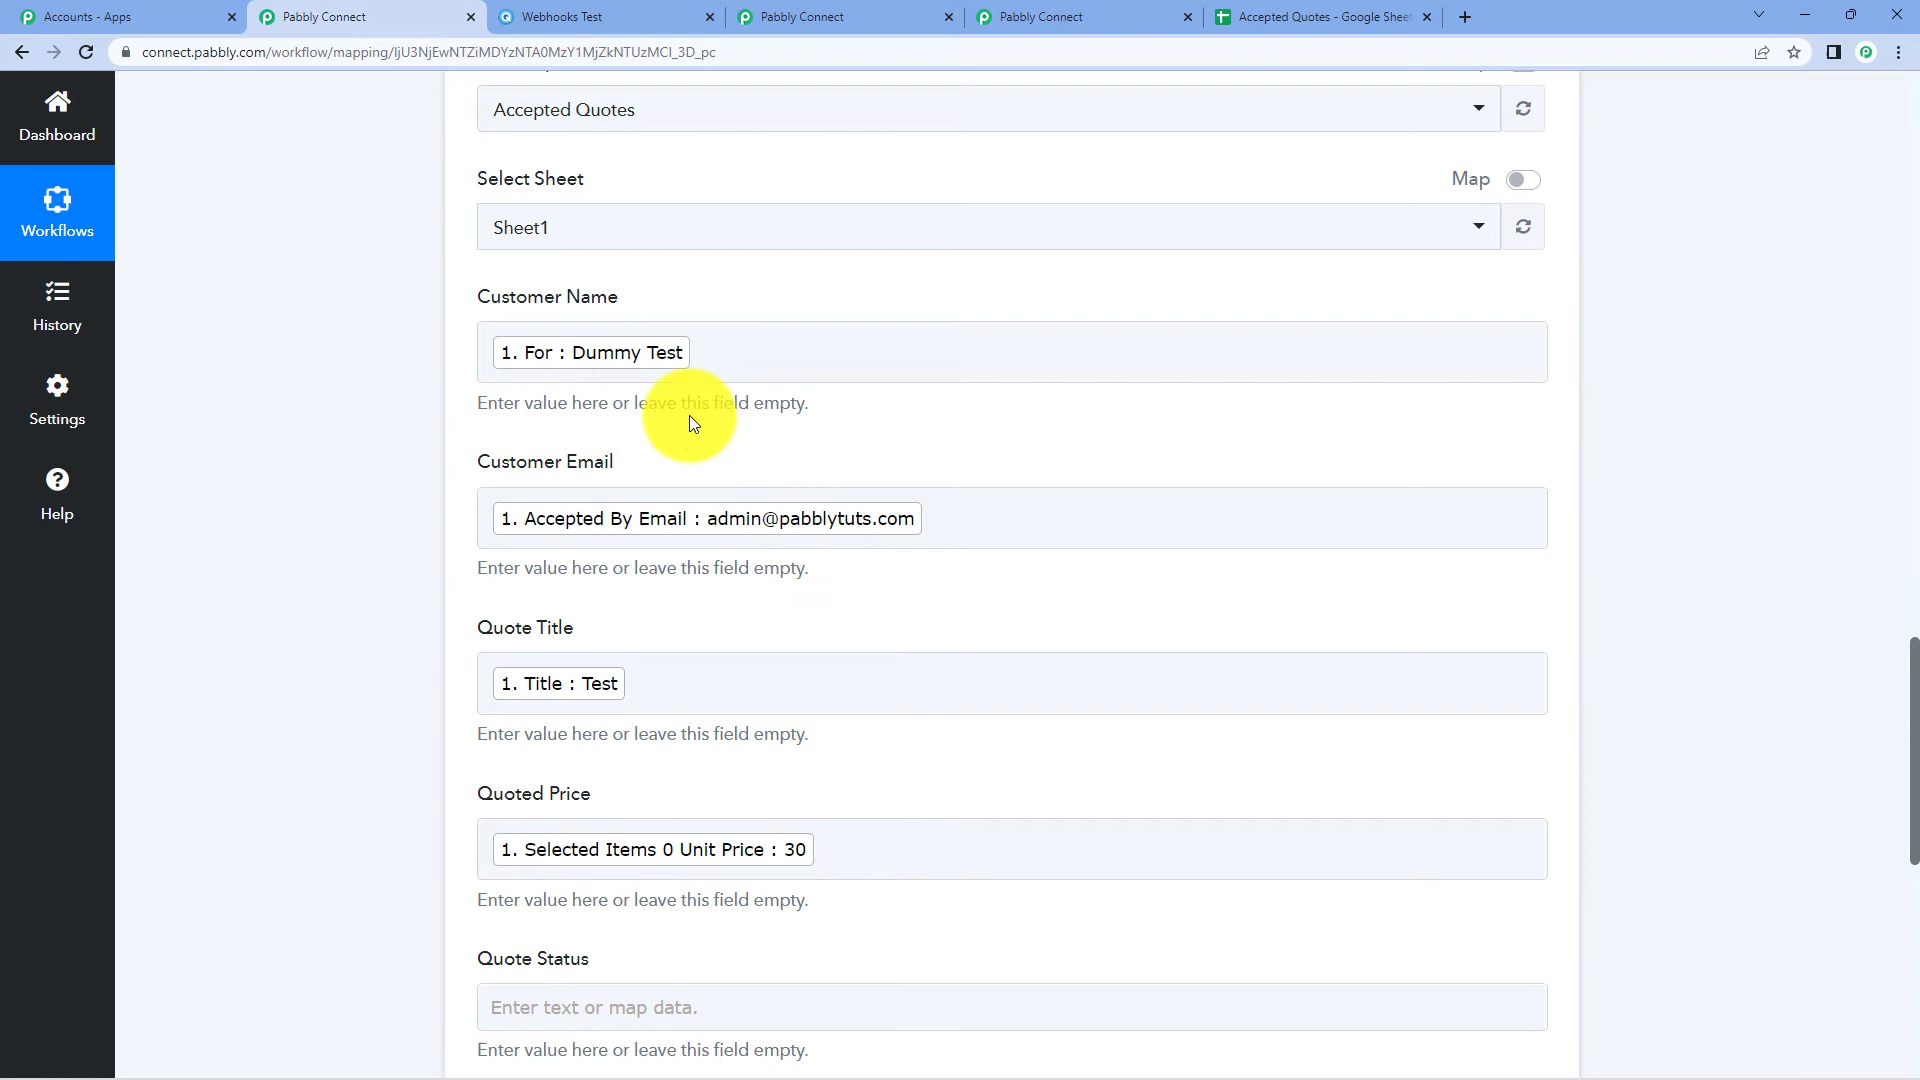 Accounts - Apps
Pabbly Connect
Webhooks Test
Pabbly Connect
Pabbly Connect
Accepted Quotes - Google Sheet
connect.pabbly.com/workflow/mapping/IjU3NjEwNTZiMDYzNTA0MzY1MjZkNTUzMCI_3D_pc
Dashboard
Workflows
History
Settings
Help
Accepted Quotes
Select Sheet
Map
Sheet1
Customer Name
1. For : Dummy Test
Enter value here or leave this field empty.
Customer Email
1. Accepted By Email : admin@pabblytuts.com
Enter value here or leave this field empty.
Quote Title
1. Title : Test
Enter value here or leave this field empty.
Quoted Price
1. Selected Items 0 Unit Price : 30
Enter value here or leave this field empty.
Quote Status
Enter text or map data.
Enter value here or leave this field empty.